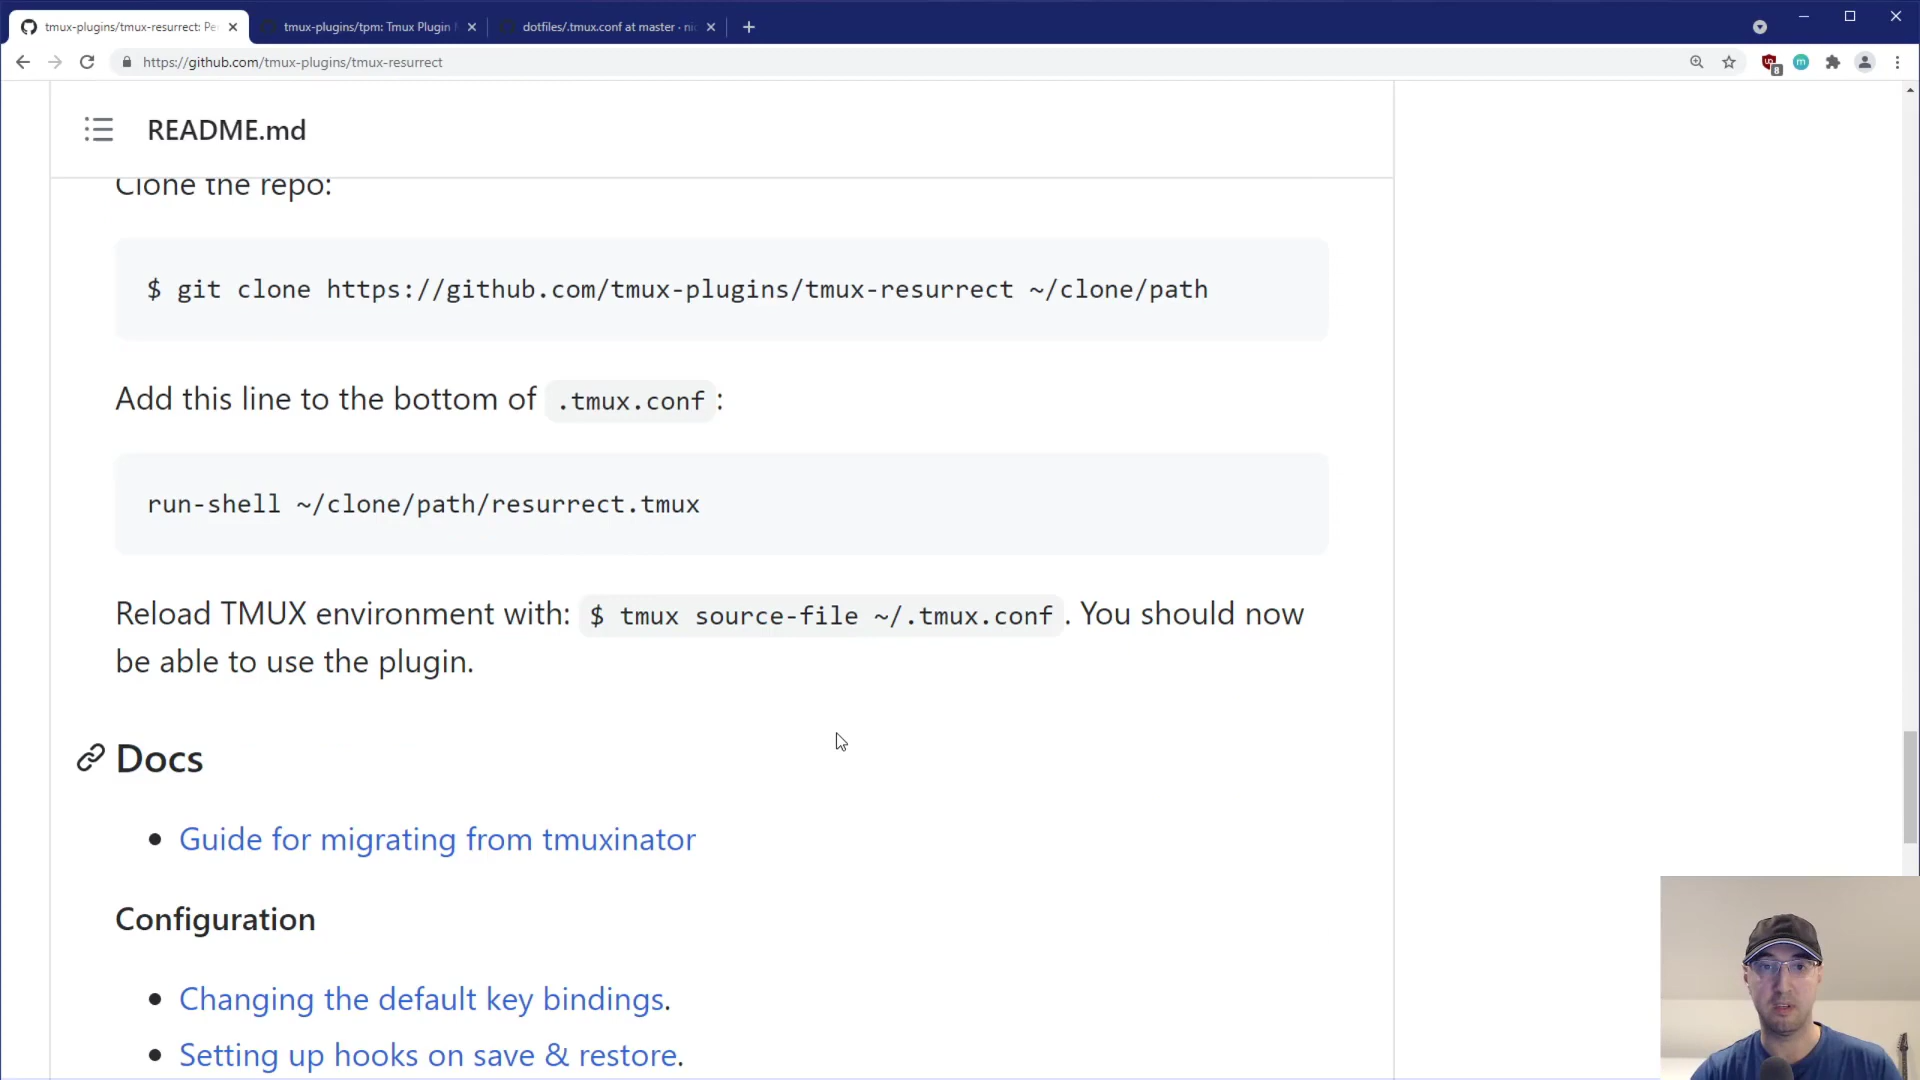 tmux-plugins/tmux-resurrect: Pe
tmux-plugins/tpm: Tmux Plugin
dotfiles/.tmux.conf at master · nic
https://github.com/tmux-plugins/tmux-resurrect
8
m
README.md
Clone the repo:
$ git clone https://github.com/tmux-plugins/tmux-resurrect ~/clone/path
Add this line to the bottom of .tmux.conf :
run-shell ~/clone/path/resurrect.tmux
Reload TMUX environment with: $ tmux source-file ~/.tmux.conf . You should now
be able to use the plugin.
Docs
Guide for migrating from tmuxinator
Configuration
Changing the default key bindings.
Setting up hooks on save & restore.